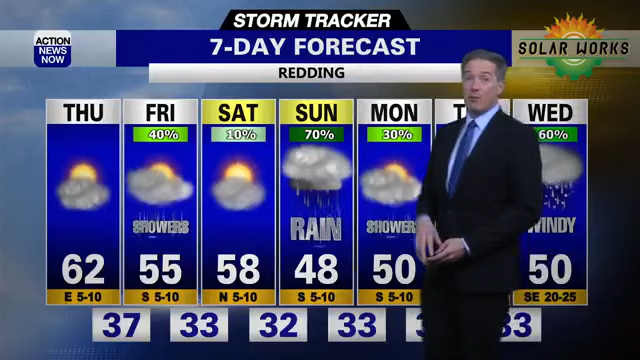 STORM TRACKER
ACTION
NEWS
NOW
7-DAY FORECAST
SOLAR WORKS
REDDING
THU FRI SAT SUN MON WED
40% 10% 70% 30% 60%
SHOWERS RAIN SHOWERS WINDY
62 55 58 48 50 50
E 5-10 S 5-10 N 5-10 S 5-10 S 5-10 SE 20-25
37 33 32 33 33